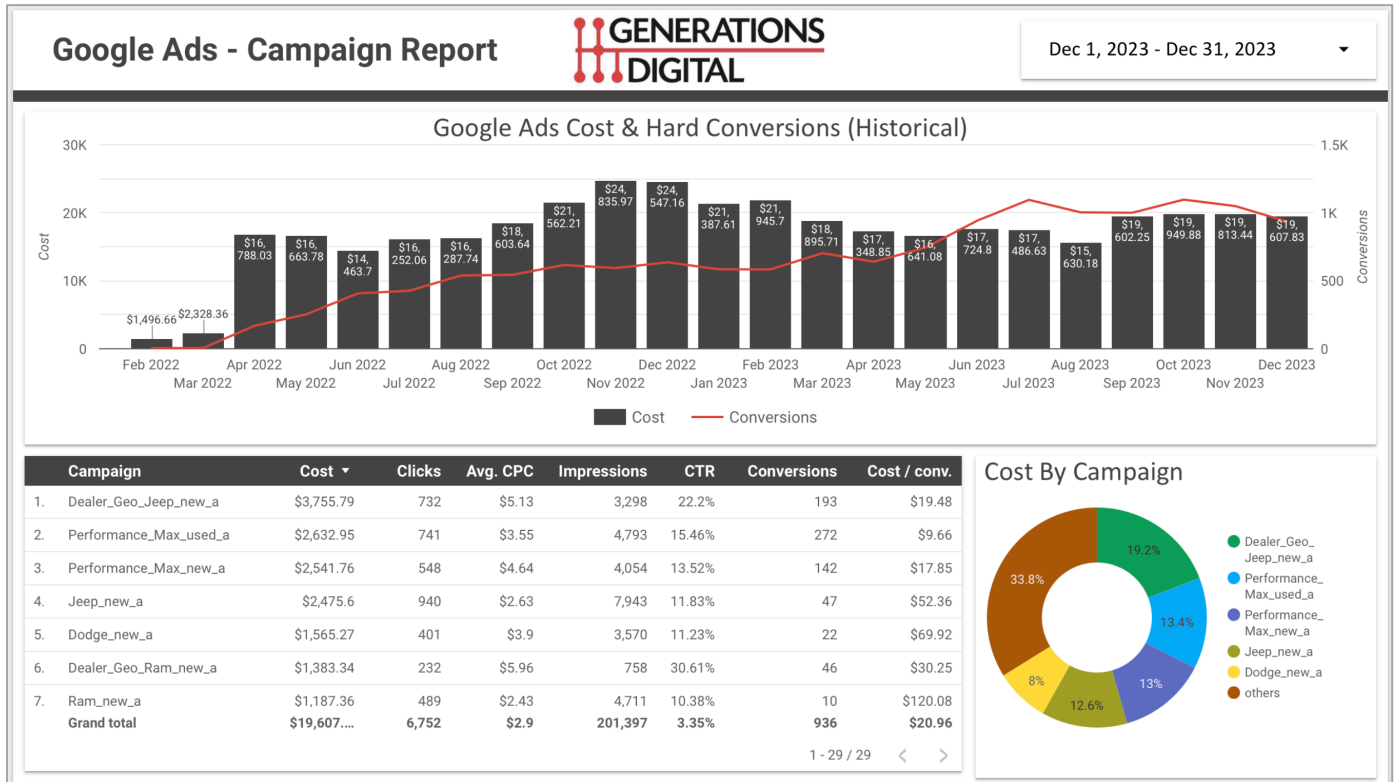 Google Ads - Campaign Report
GENERATIONS
DIGITAL
Dec 1, 2023 - Dec 31, 2023
Google Ads Cost & Hard Conversions (Historical)
30K
20K
10K
0
Cost
1.5K
1K
500
0
Conversions
$1,496.66
$2,328.36
$16,
788.03
$16,
663.78
$14,
463.7
$16,
252.06
$16,
287.74
$18,
603.64
$21,
562.21
$24,
835.97
$24,
547.16
$21,
387.61
$21,
945.7
$18,
895.71
$17,
348.85
$16,
641.08
$17,
724.8
$17,
486.63
$15,
630.18
$19,
602.25
$19,
949.88
$19,
813.44
$19,
607.83
Feb 2022 Apr 2022 Jun 2022 Aug 2022 Oct 2022 Dec 2022 Feb 2023 Apr 2023 Jun 2023 Aug 2023 Oct 2023 Dec 2023
Mar 2022 May 2022 Jul 2022 Sep 2022 Nov 2022 Jan 2023 Mar 2023 May 2023 Jul 2023 Sep 2023 Nov 2023
Cost Conversions
Campaign Cost Clicks Avg. CPC Impressions CTR Conversions Cost / conv.
1. Dealer_Geo_Jeep_new_a $3,755.79 732 $5.13 3,298 22.2% 193 $19.48
2. Performance_Max_used_a $2,632.95 741 $3.55 4,793 15.46% 272 $9.66
3. Performance_Max_new_a $2,541.76 548 $4.64 4,054 13.52% 142 $17.85
4. Jeep_new_a $2,475.6 940 $2.63 7,943 11.83% 47 $52.36
5. Dodge_new_a $1,565.27 401 $3.9 3,570 11.23% 22 $69.92
6. Dealer_Geo_Ram_new_a $1,383.34 232 $5.96 758 30.61% 46 $30.25
7. Ram_new_a $1,187.36 489 $2.43 4,711 10.38% 10 $120.08
Grand total $19,607.... 6,752 $2.9 201,397 3.35% 936 $20.96
1 - 29 / 29
Cost By Campaign
19.2%
13.4%
13%
12.6%
8%
33.8%
Dealer_Geo_
Jeep_new_a
Performance_
Max_used_a
Performance_
Max_new_a
Jeep_new_a
Dodge_new_a
others